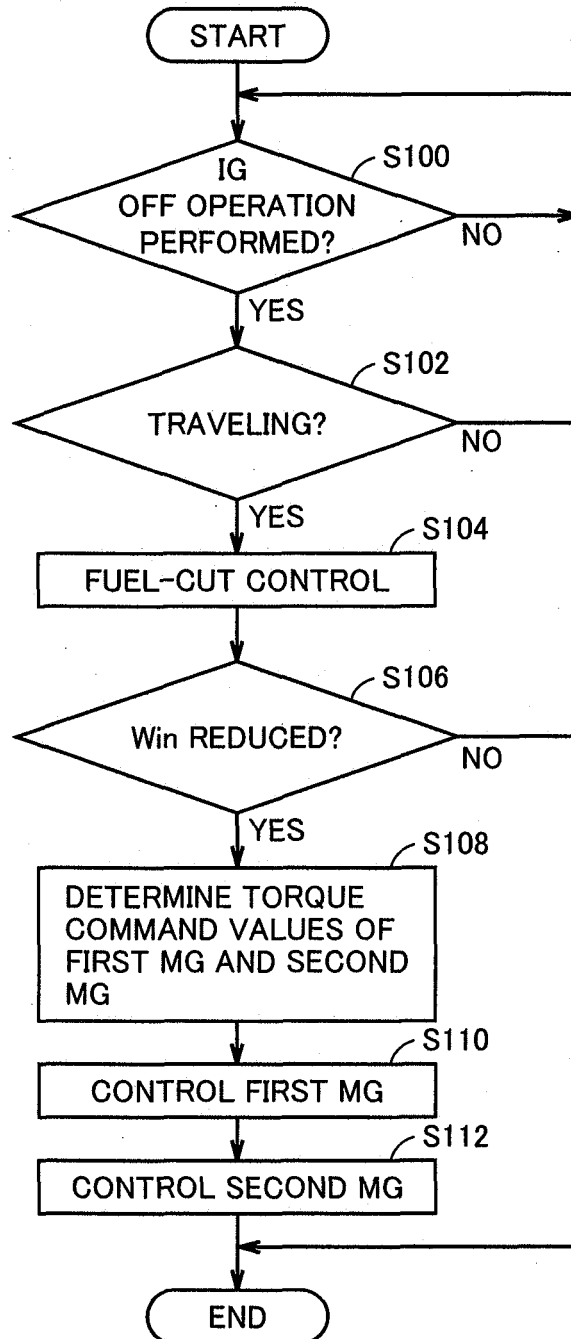 START
S100
IG
OFF OPERATION
PERFORMED?
NO
YES
S102
TRAVELING?
NO
YES
S104
FUEL-CUT CONTROL
S106
Win REDUCED?
NO
YES
S108
DETERMINE TORQUE
COMMAND VALUES OF
FIRST MG AND SECOND
MG
S110
CONTROL FIRST MG
S112
CONTROL SECOND MG
END